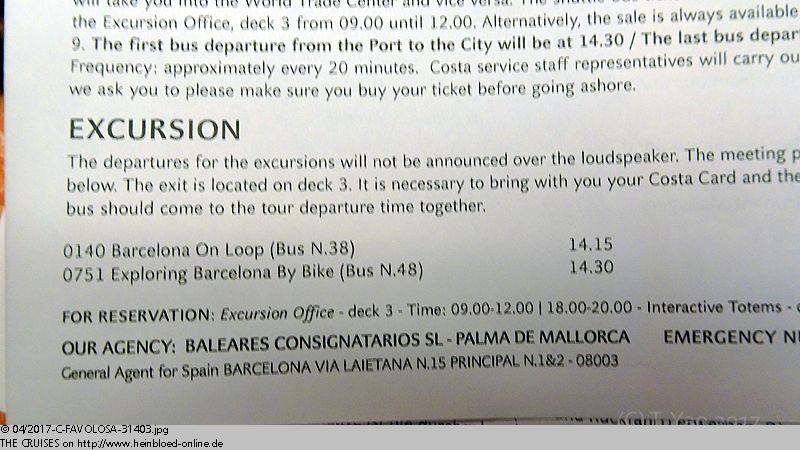 will take you into the World Trade Center and vice versa. The shuttle bus
the Excursion Office, deck 3 from 09.00 until 12.00. Alternatively, the sale is always available
9. The first bus departure from the Port to the City will be at 14.30 / The last bus depar
Frequency: approximately every 20 minutes. Costa service staff representatives will carry ou
we ask you to please make sure you buy your ticket before going ashore.
EXCURSION
The departures for the excursions will not be announced over the loudspeaker. The meeting p
below. The exit is located on deck 3. It is necessary to bring with you your Costa Card and the
bus should come to the tour departure time together.
0140 Barcelona On Loop (Bus N.38) 14.15
0751 Exploring Barcelona By Bike (Bus N.48) 14.30
FOR RESERVATION: Excursion Office - deck 3 - Time: 09.00-12.00 | 18.00-20.00 - Interactive Totems -
OUR AGENCY: BALEARES CONSIGNATARIOS SL - PALMA DE MALLORCA EMERGENCY N
General Agent for Spain BARCELONA VIA LAIETANA N.15 PRINCIPAL N.1&2 - 08003
© 04/2017-C-FAVOLOSA-31403.jpg
THE CRUISES on http://www.heinbloed-online.de